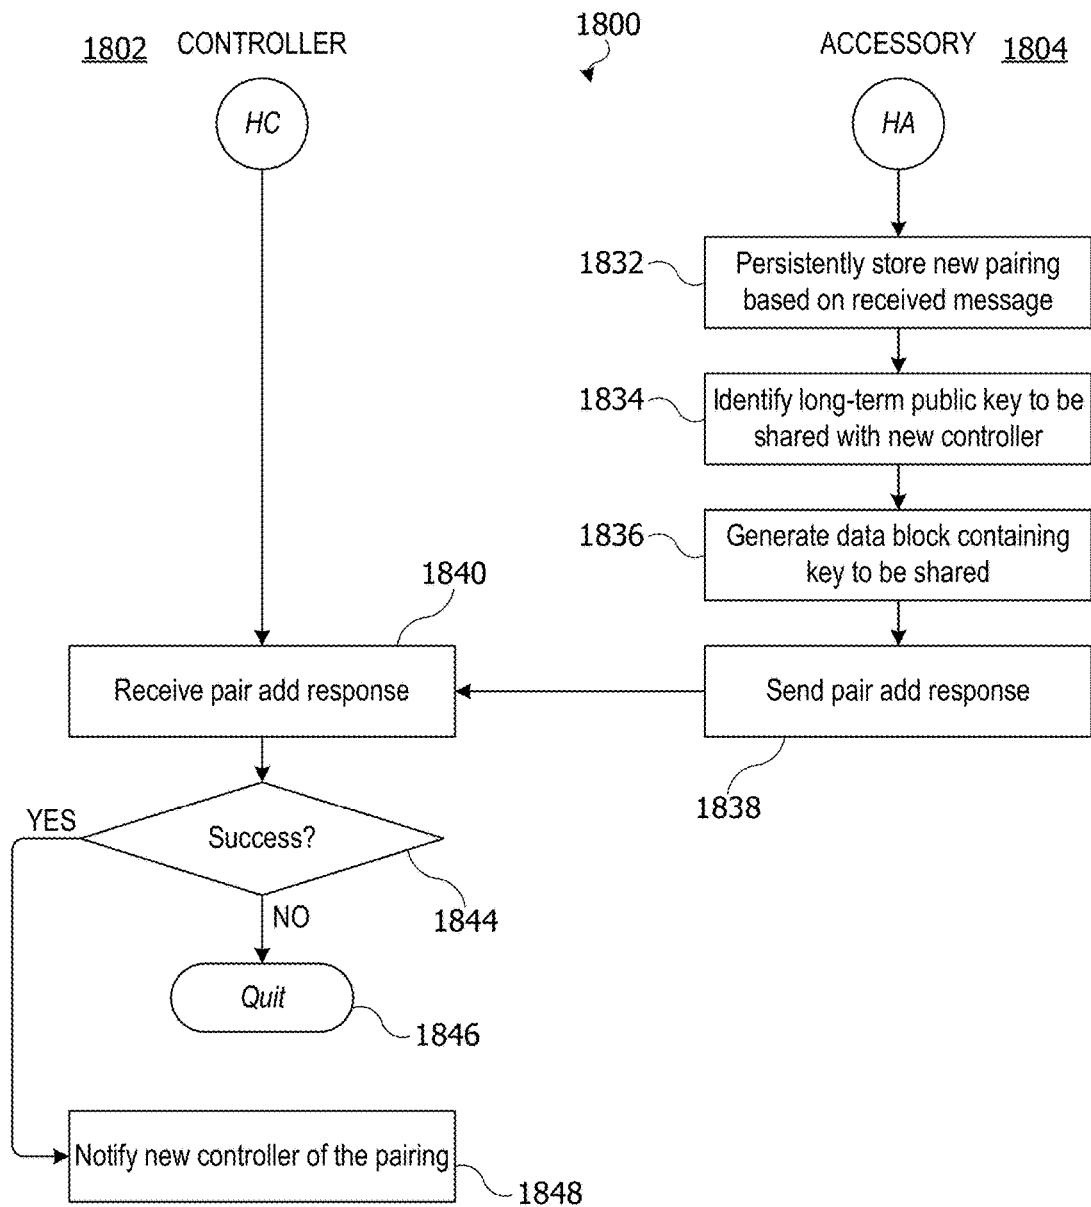 1800
1802 CONTROLLER
ACCESSORY 1804
HC
HA
1832
Persistently store new pairing
based on received message
1834
Identify long-term public key to be
shared with new controller
1836
Generate data block containing
key to be shared
1840
Receive pair add response
Send pair add response
1838
YES
Success?
1844
NO
Quit
1846
Notify new controller of the pairing
1848